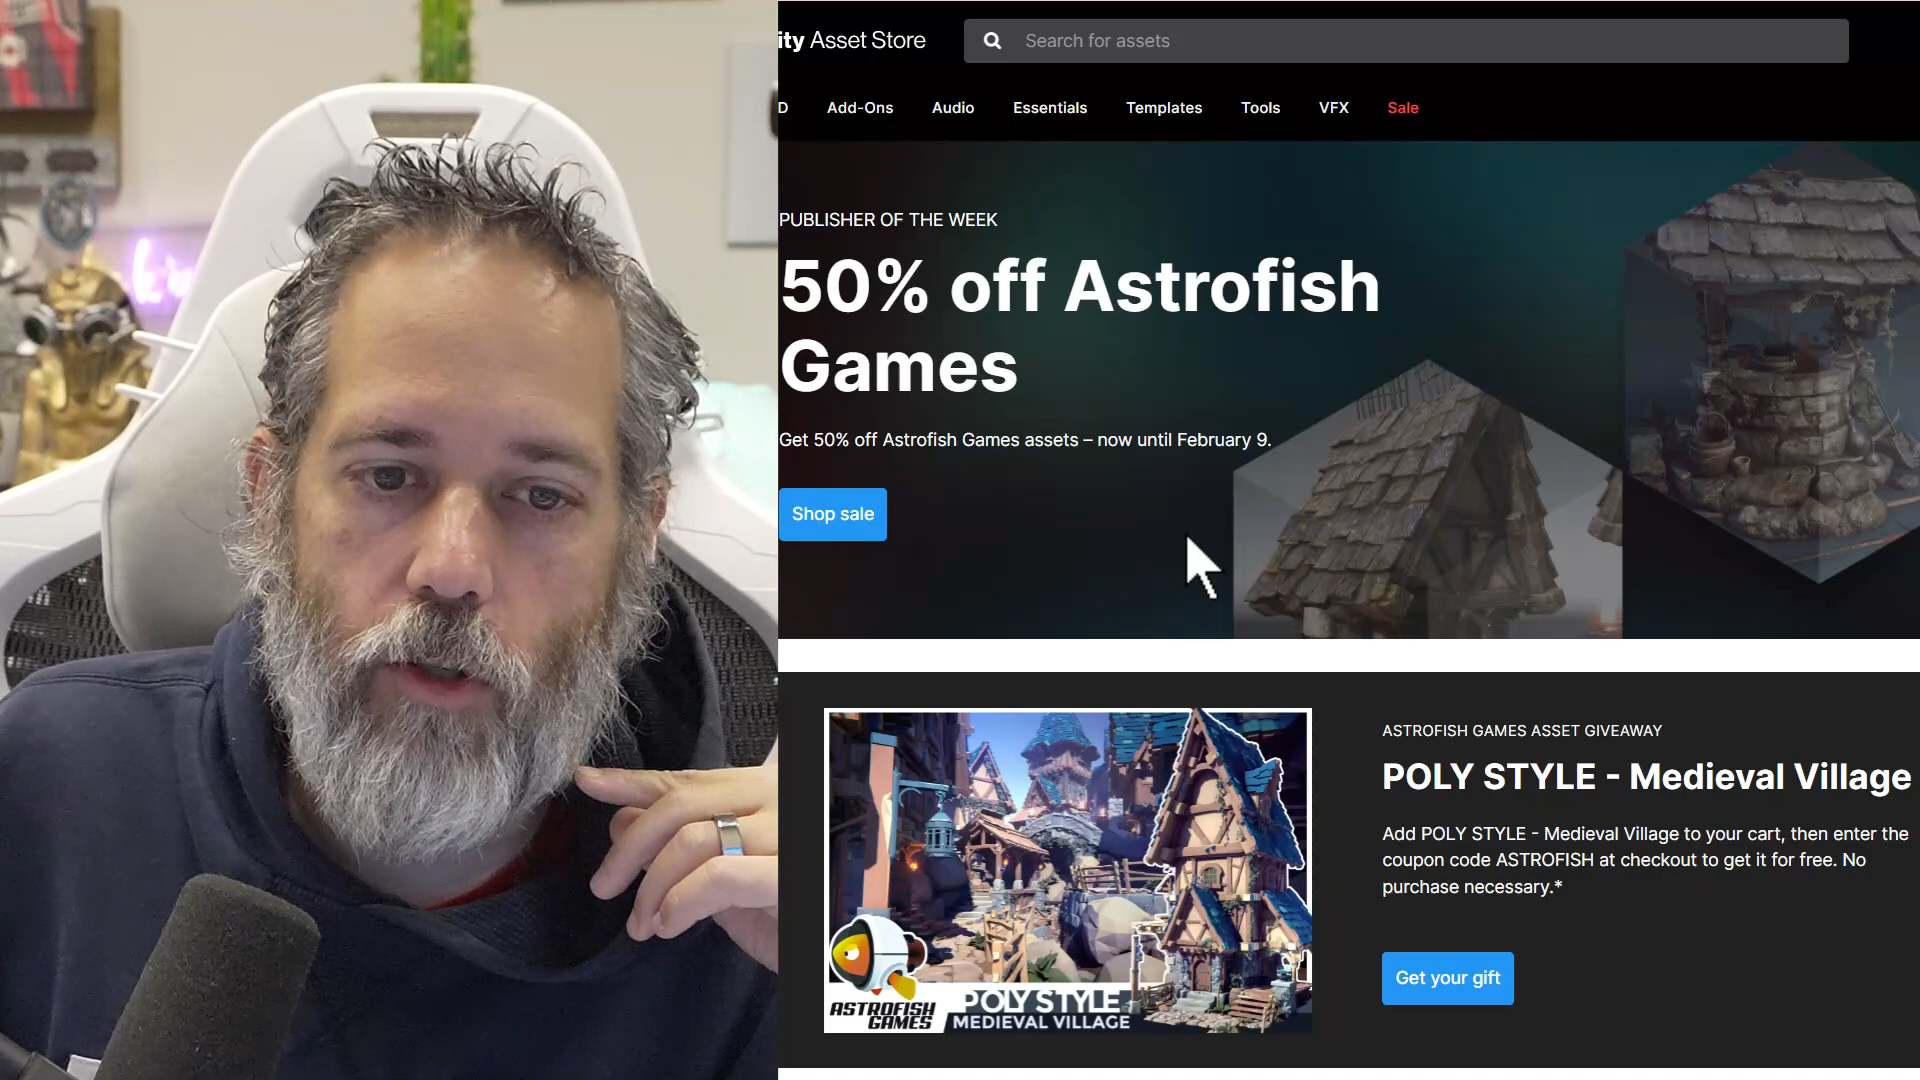 ity Asset Store
Search for assets
D Add-Ons Audio Essentials Templates Tools VFX Sale
PUBLISHER OF THE WEEK
50% off Astrofish
Games
Get 50% off Astrofish Games assets – now until February 9.
Shop sale
ASTROFISH GAMES ASSET GIVEAWAY
POLY STYLE - Medieval Village
Add POLY STYLE - Medieval Village to your cart, then enter the
coupon code ASTROFISH at checkout to get it for free. No
purchase necessary.*
Get your gift
ASTROFISH
GAMES
POLY STYLE
MEDIEVAL VILLAGE